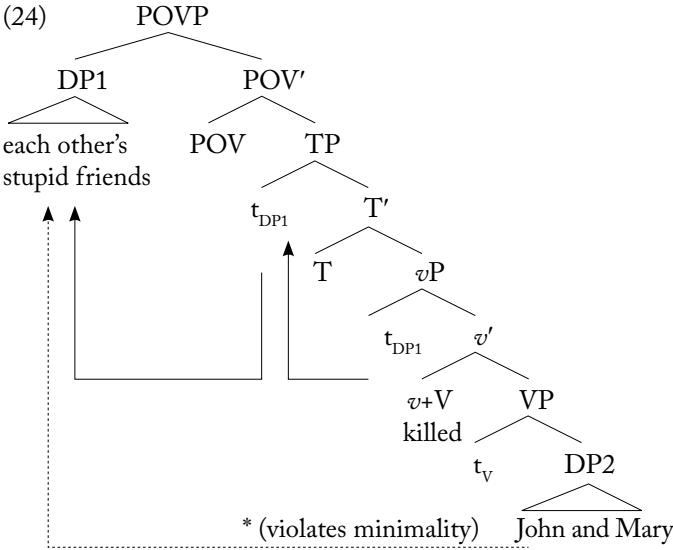 (24) POVP
DP1 POV′
each other's POV TP
stupid friends
t_DP1 T′
T vP
t_DP1 v′
v+V VP
killed
t_V DP2
* (violates minimality) John and Mary